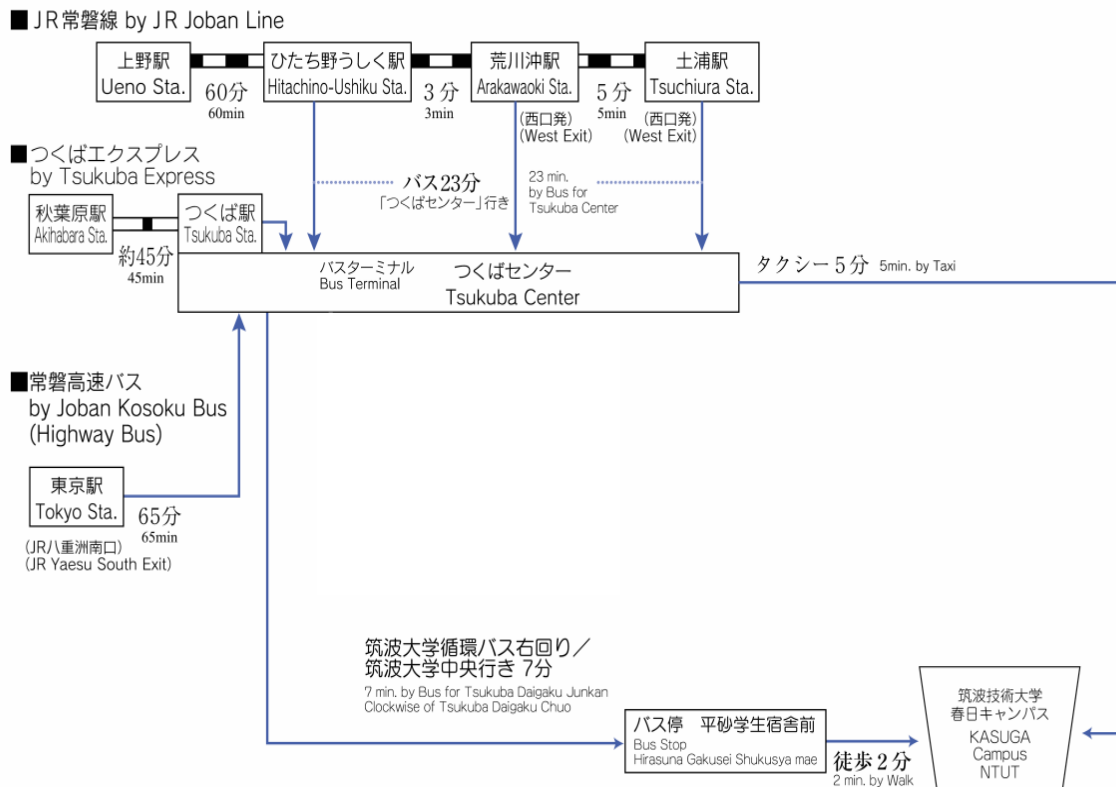 ■JR常磐線 by JR Joban Line
上野駅
Ueno Sta.
60分
60min
ひたち野うしく駅
Hitachino-Ushiku Sta.
3分
3min
荒川沖駅
Arakawaoki Sta.
5分
5min
土浦駅
Tsuchiura Sta.
(西口発)
(West Exit)
(西口発)
(West Exit)
■つくばエクスプレス
by Tsukuba Express
バス23分
「つくばセンター」行き
23 min.
by Bus for
Tsukuba Center
秋葉原駅
Akihabara Sta.
約45分
45min
つくば駅
Tsukuba Sta.
バスターミナル
Bus Terminal
つくばセンター
Tsukuba Center
タクシー5分 5min. by Taxi
■常磐高速バス
by Joban Kosoku Bus
(Highway Bus)
東京駅
Tokyo Sta.
65分
65min
(JR八重洲南口)
(JR Yaesu South Exit)
筑波大学循環バス右回り／
筑波大学中央行き 7分
7 min. by Bus for Tsukuba Daigaku Junkan
Clockwise of Tsukuba Daigaku Chuo
バス停 平砂学生宿舎前
Bus Stop
Hirasuna Gakusei Shukusya mae
徒歩2分
2 min. by Walk
筑波技術大学
春日キャンパス
KASUGA
Campus
NTUT